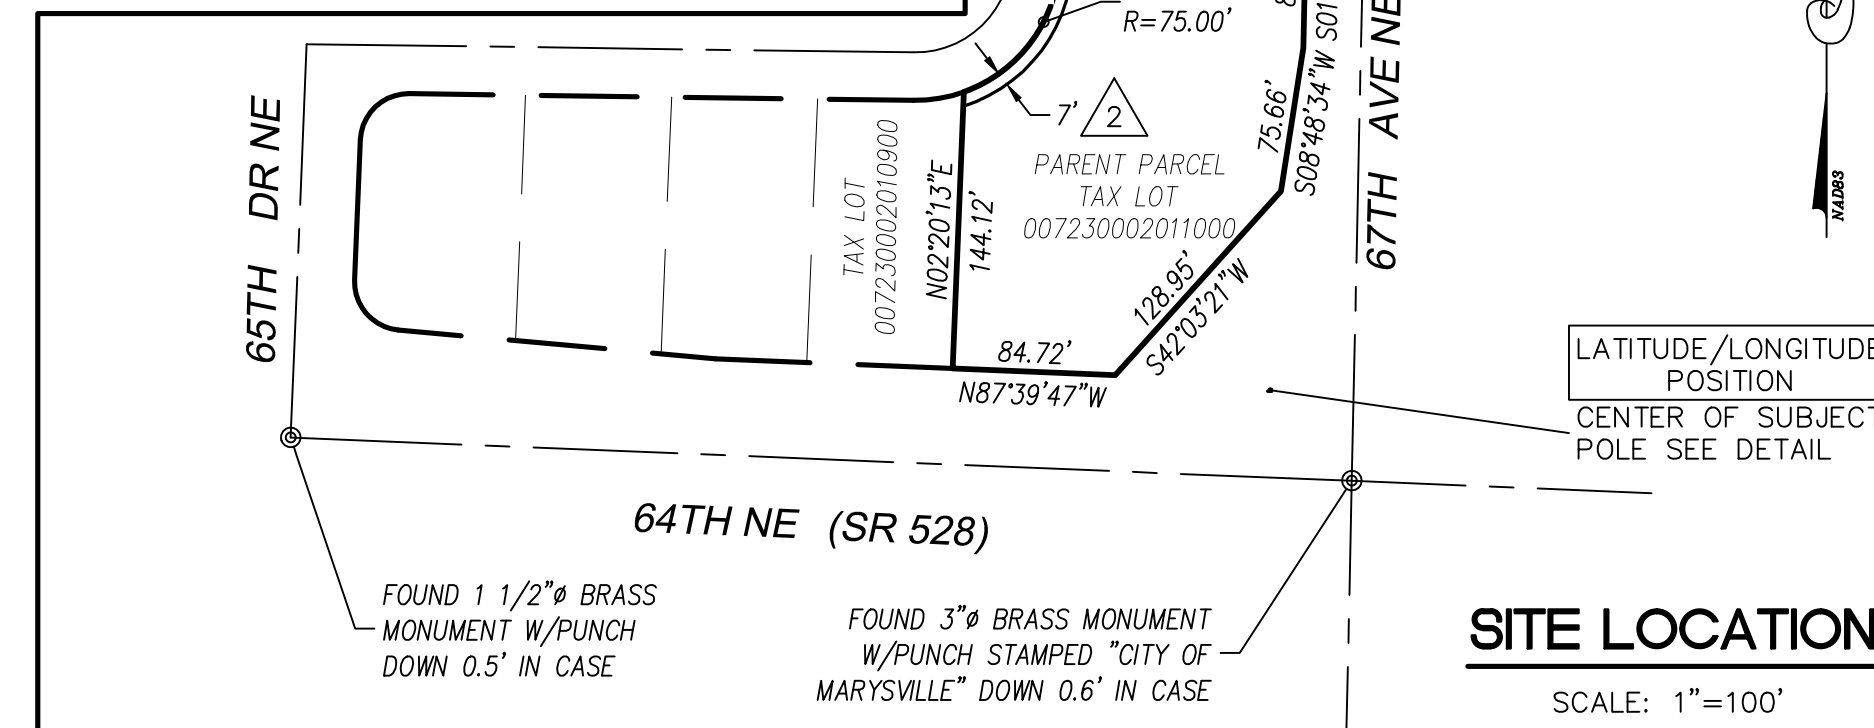 R=75.00'
7'
2
PARENT PARCEL
TAX LOT
007230002011000
TAX LOT
007230002010900
N02°20'13"E
144.12'
75.66'
S08°48'34"W
S01
67TH AVE NE
65TH DR NE
128.95'
S42°03'21"W
84.72'
N87°39'47"W
NAD83
LATITUDE/LONGITUDE
POSITION
CENTER OF SUBJECT
POLE SEE DETAIL
64TH NE (SR 528)
FOUND 1 1/2"ø BRASS
MONUMENT W/PUNCH
DOWN 0.5' IN CASE
FOUND 3"ø BRASS MONUMENT
W/PUNCH STAMPED "CITY OF
MARYSVILLE" DOWN 0.6' IN CASE
SITE LOCATION
SCALE: 1"=100'